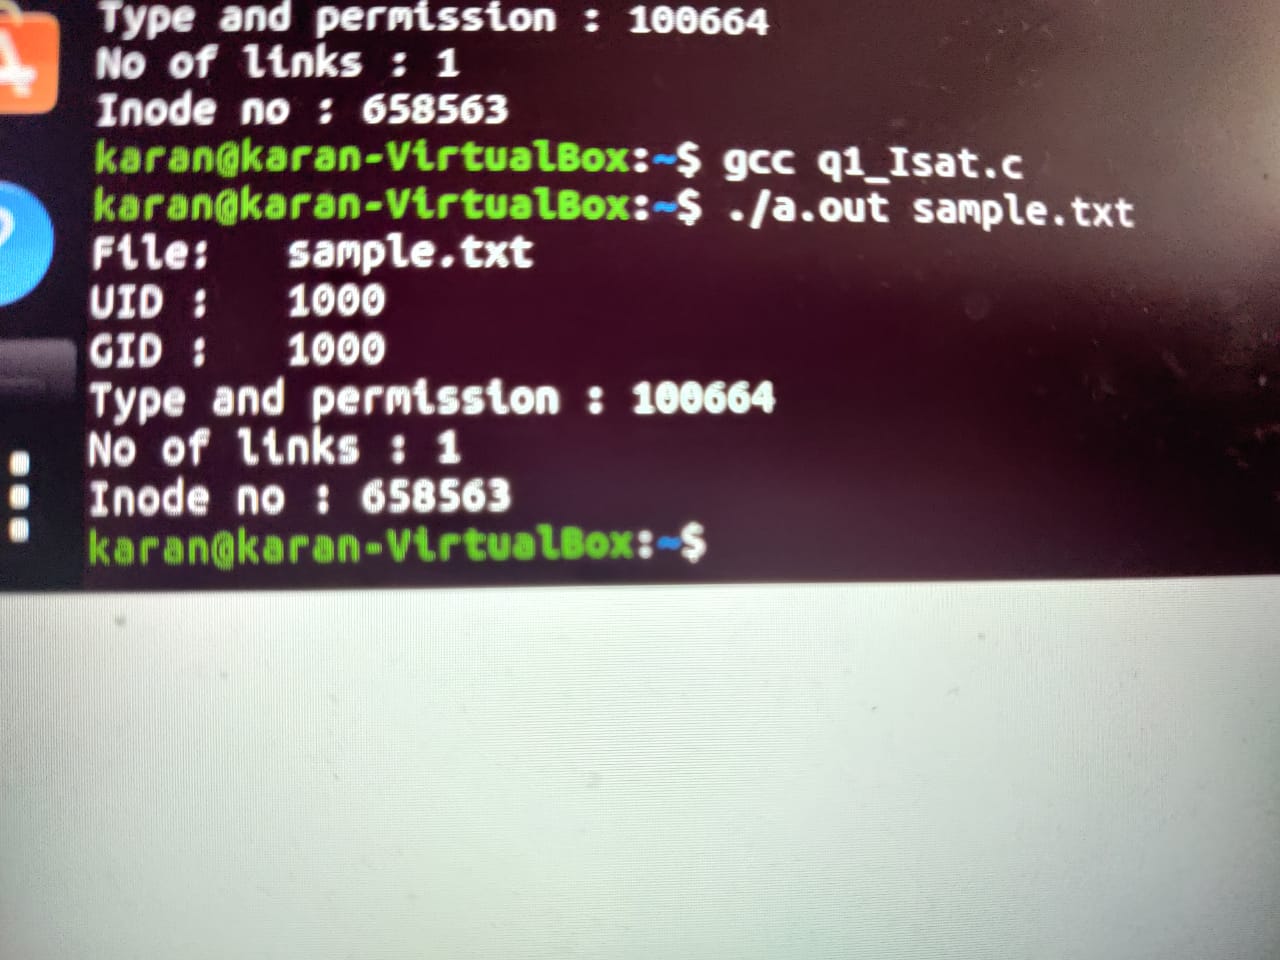 Type and permission : 100664
No of links : 1
Inode no : 658563
karan@karan-VirtualBox:~$ gcc q1_Isat.c
karan@karan-VirtualBox:~$ ./a.out sample.txt
File:   sample.txt
UID :   1000
GID :   1000
Type and permission : 100664
No of links : 1
Inode no : 658563
karan@karan-VirtualBox:~$